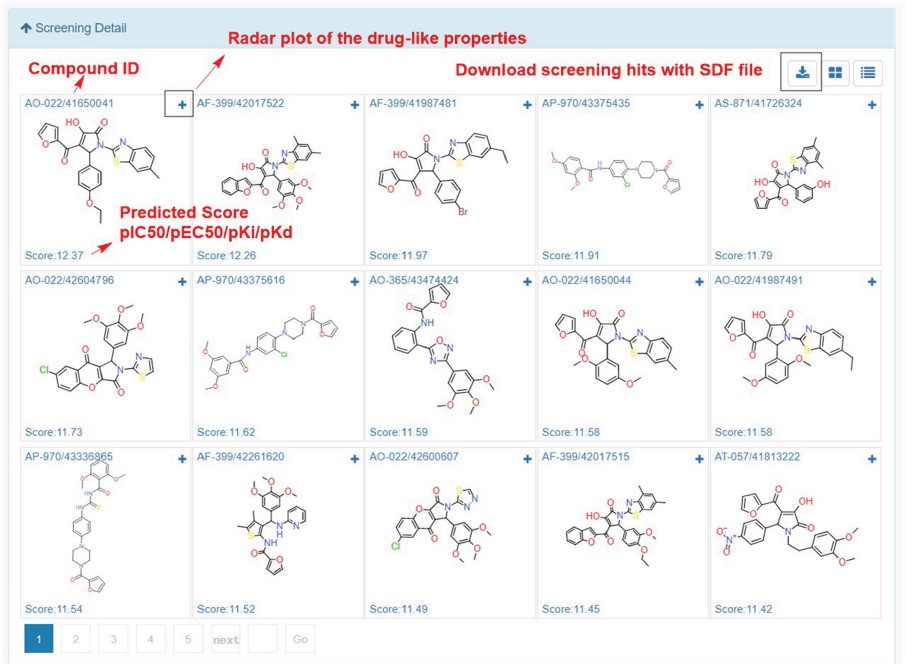 Screening Detail
Radar plot of the drug-like properties
Compound ID
Download screening hits with SDF file
AO-022/41650041
AF-399/42017522
AF-399/41987481
AP-970/43375435
AS-871/41726324
Predicted Score
pIC50/pEC50/pKi/pKd
Score:12.37
Score:12.26
Score:11.97
Score:11.91
Score:11.79
AO-022/42604796
AP-970/43375616
AO-365/43474424
AO-022/41650044
AO-022/41987491
Score:11.73
Score:11.62
Score:11.59
Score:11.58
Score:11.58
AP-970/43336865
AF-399/42261620
AO-022/42600607
AF-399/42017515
AT-057/41813222
Score:11.54
Score:11.52
Score:11.49
Score:11.45
Score:11.42
1 2 3 4 5 next Go